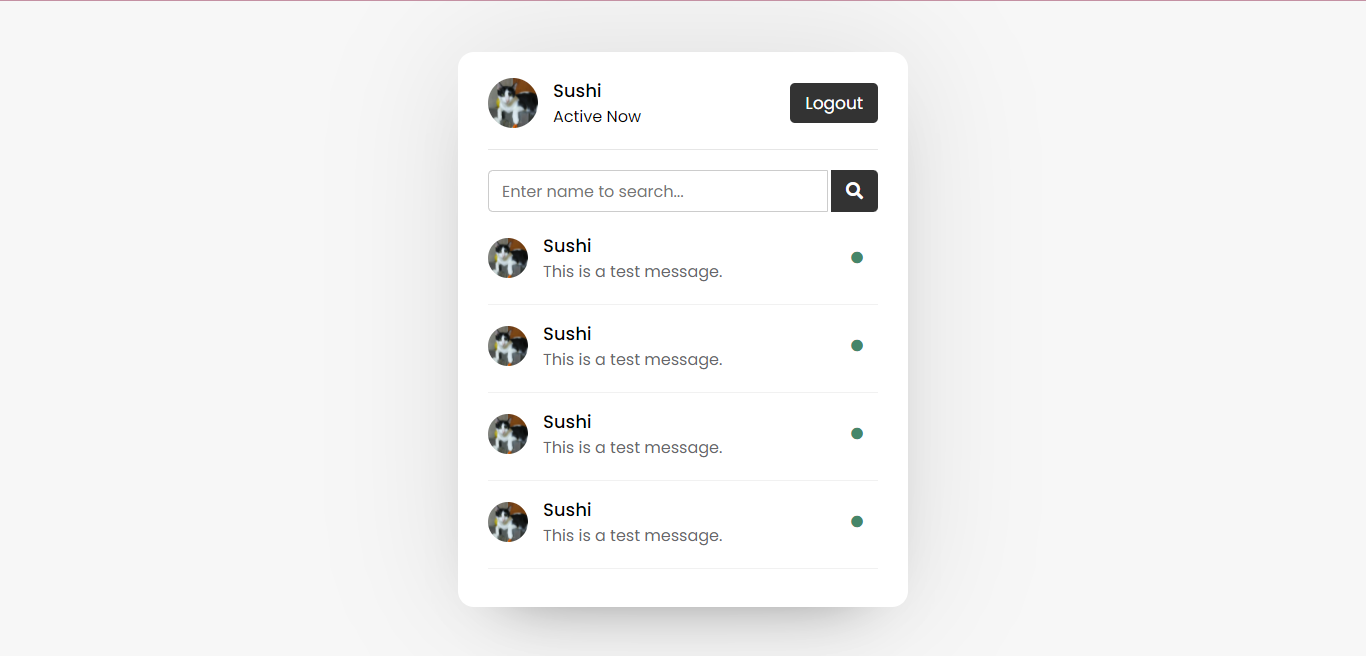 Sushi
Active Now
Logout
Enter name to search...
Sushi
This is a test message.
Sushi
This is a test message.
Sushi
This is a test message.
Sushi
This is a test message.